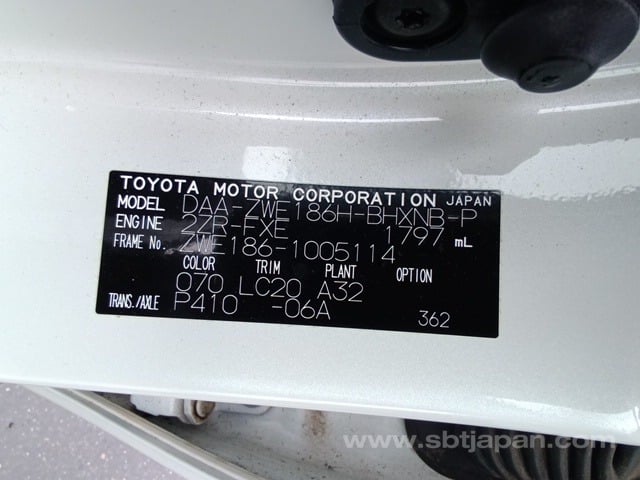 TOYOTA MOTOR CORPORATION JAPAN
MODEL DAA-ZWE186H-BHXNB-P
ENGINE 2ZR-FXE 1797 mL
FRAME No. ZWE186-1005114
COLOR TRIM PLANT OPTION
070 LC20 A32
TRANS./AXLE P410 -06A
362
www.sbtjapan.com